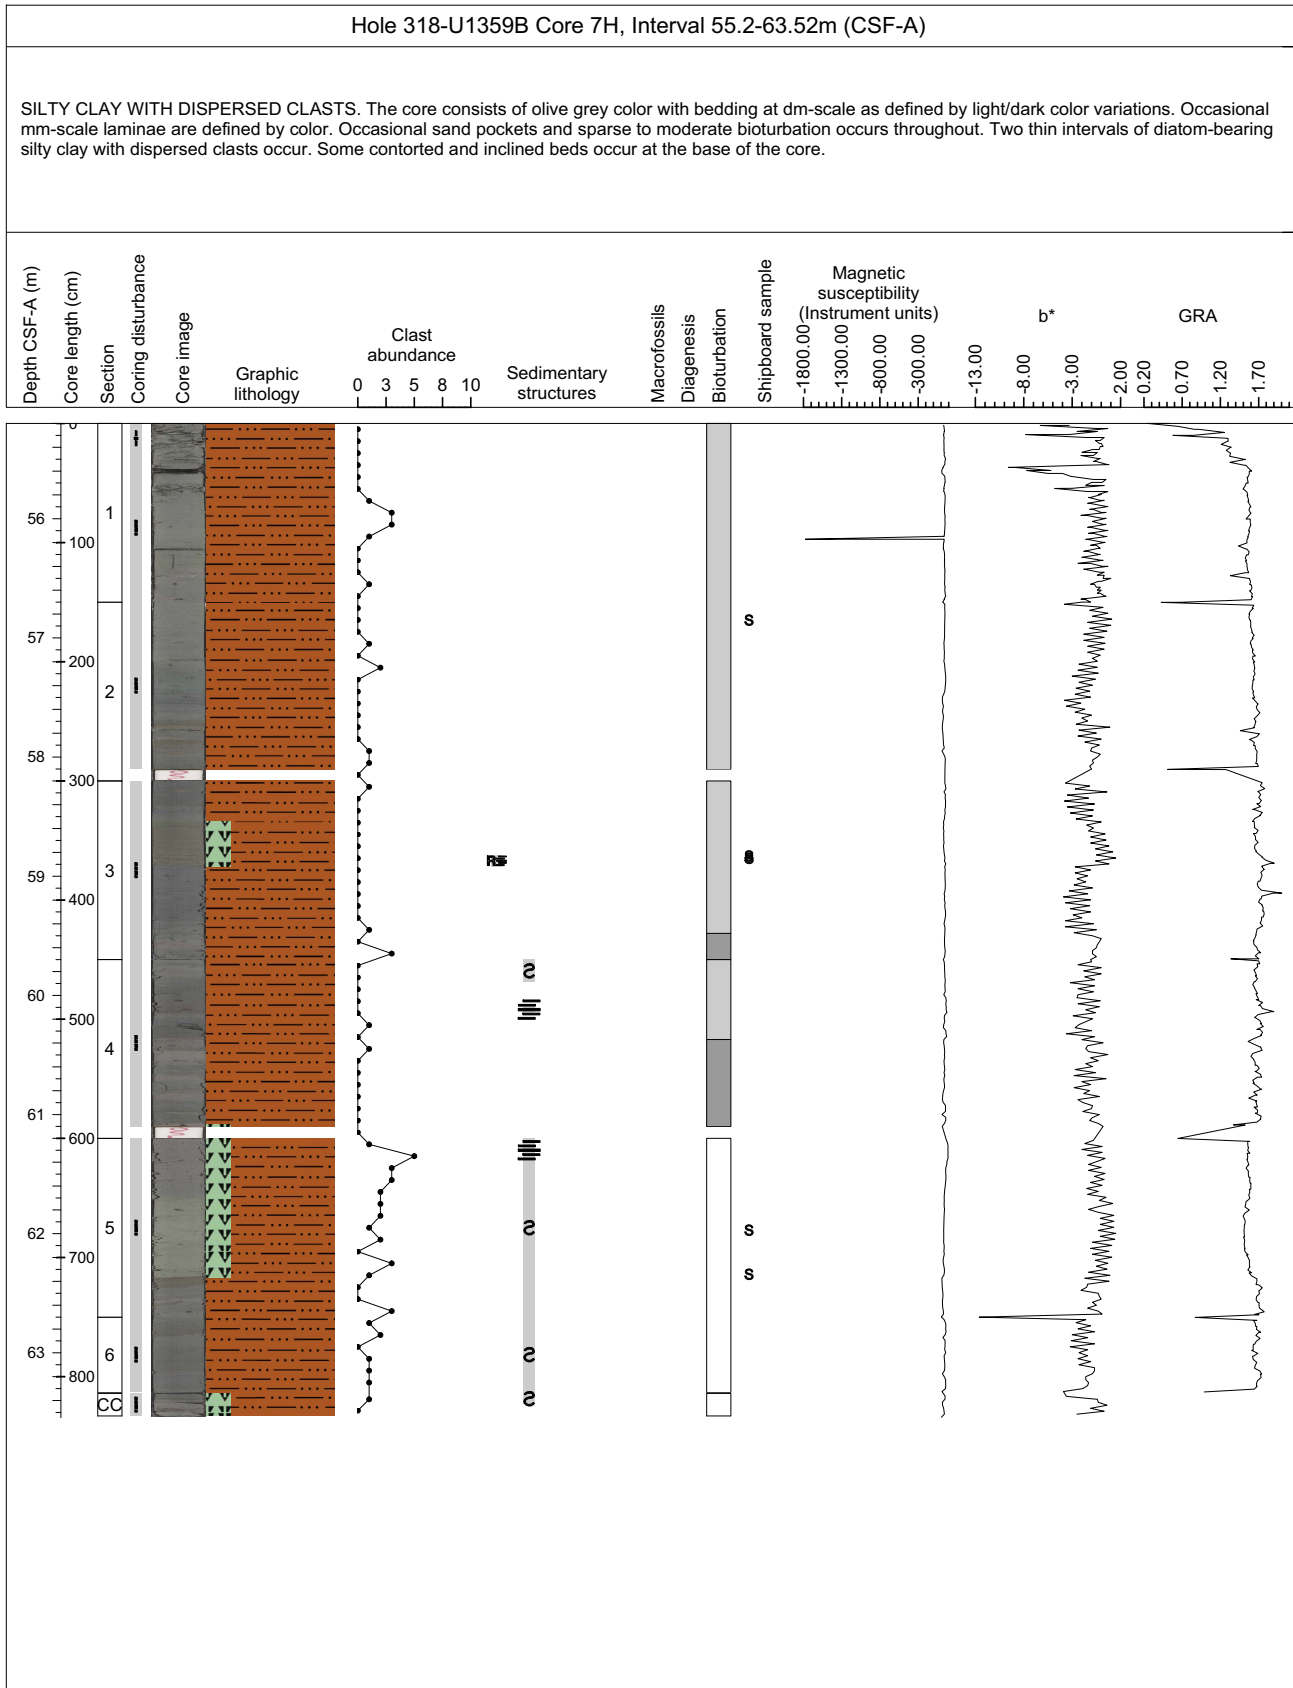 Hole 318-U1359B Core 7H, Interval 55.2-63.52m (CSF-A)
SILTY CLAY WITH DISPERSED CLASTS. The core consists of olive grey color with bedding at dm-scale as defined by light/dark color variations. Occasional
mm-scale laminae are defined by color. Occasional sand pockets and sparse to moderate bioturbation occurs throughout. Two thin intervals of diatom-bearing
silty clay with dispersed clasts occur. Some contorted and inclined beds occur at the base of the core.
Depth CSF-A (m)
Core length (cm)
Section
Coring disturbance
Core image
Graphic
lithology
Clast
abundance
0 3 5 8 10
Sedimentary
structures
Macrofossils
Diagenesis
Bioturbation
Shipboard sample
Magnetic
susceptibility
(Instrument units)
-1800.00
-1300.00
-800.00
-300.00
b*
-13.00
-8.00
-3.00
2.00
GRA
0.20
0.70
1.20
1.70
0
56
1
100
57
S
200
2
58
300
3
59
400
S
60
500
4
61
600
5
S
62
S
700
S
6
63
S
800
CC
S